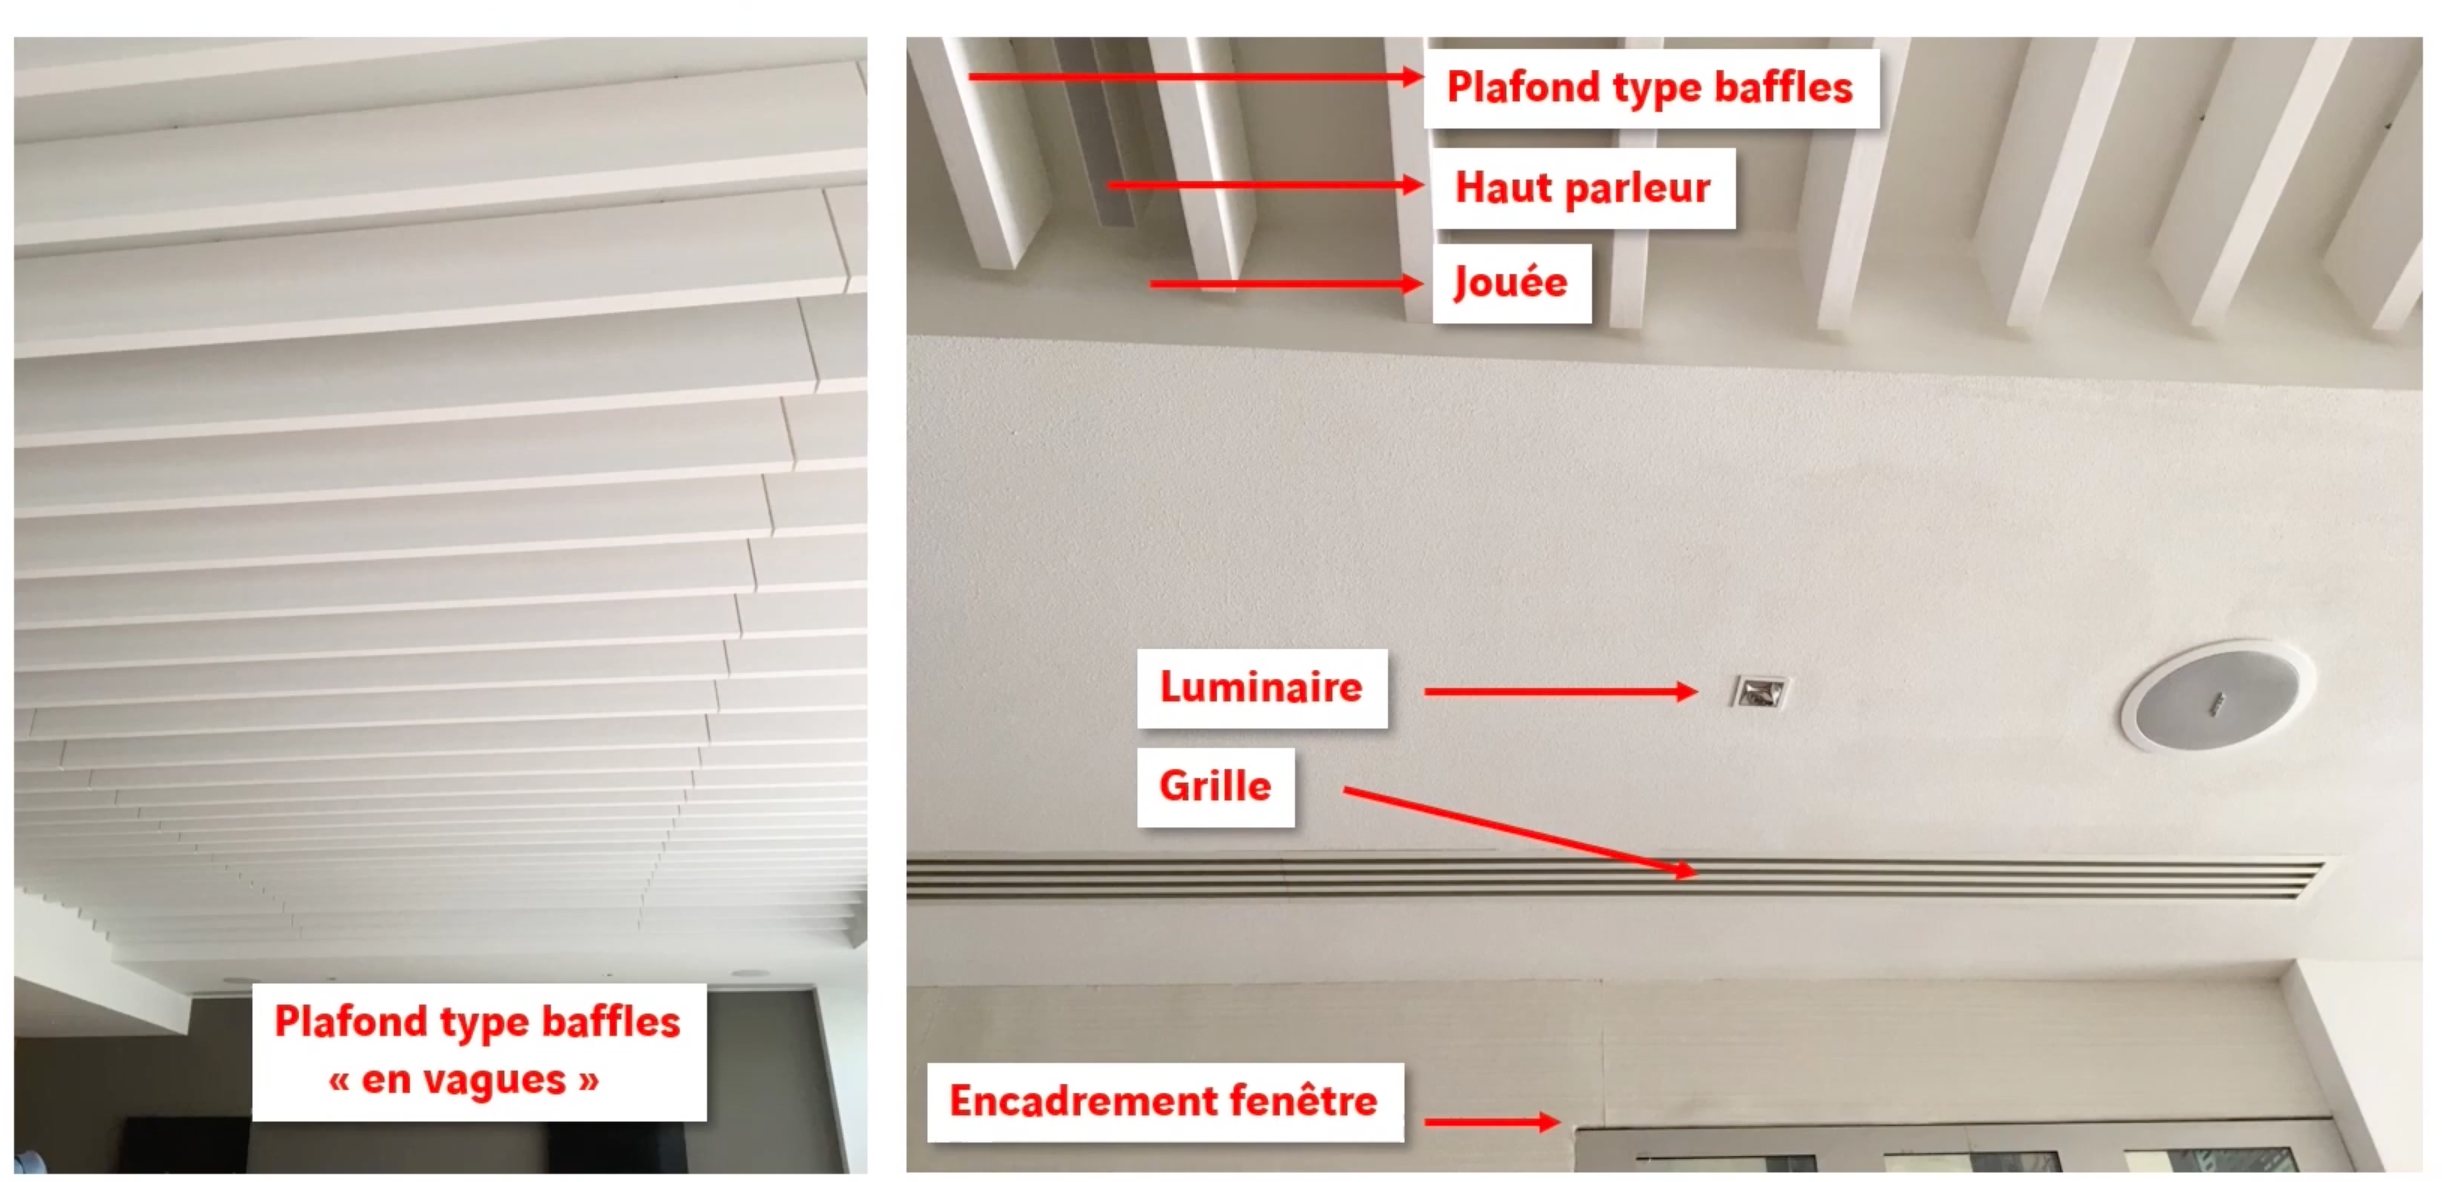 Plafond type baffles
« en vagues »
Plafond type baffles
Haut parleur
Jouée
Luminaire
Grille
Encadrement fenêtre